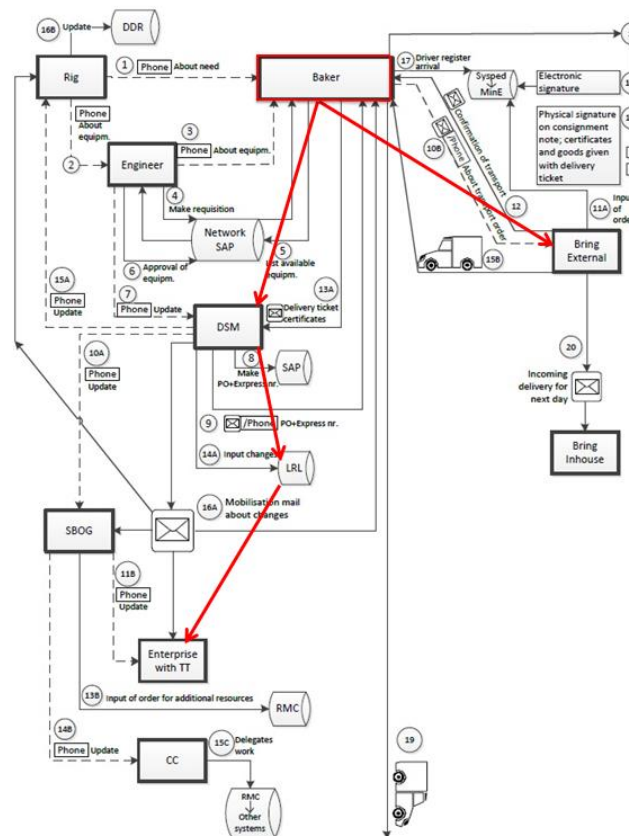 16B Update
DDR
Rig
1 Phone About need
Baker
17 Driver register
arrival
Sysped
MinE
Electronic
signature
Physical signature
on consignment
note; certificates
and goods given
with delivery
ticket
Phone
About
equipm.
2
3
Phone About equipm.
Engineer
4
Make requisition
Network
SAP
5
List available
equipm.
6 Approval of
equipm.
7
Phone Update
10B
/Phone About transport order
Confirmation of transport
12
11A Input
of
order
Bring
External
15B
15A
Phone
Update
13A
Delivery ticket
certificates
DSM
8
Make
PO+Express nr.
SAP
10A
Phone
Update
9 /Phone PO+Express nr.
14A Input changes
LRL
20
Incoming
delivery for
next day
Bring
Inhouse
16A Mobilisation mail
about changes
SBOG
11B
Phone
Update
Enterprise
with TT
13B Input of order for additional resources
RMC
14B
Phone Update
CC
15C Delegates
work
RMC
Other
systems
19